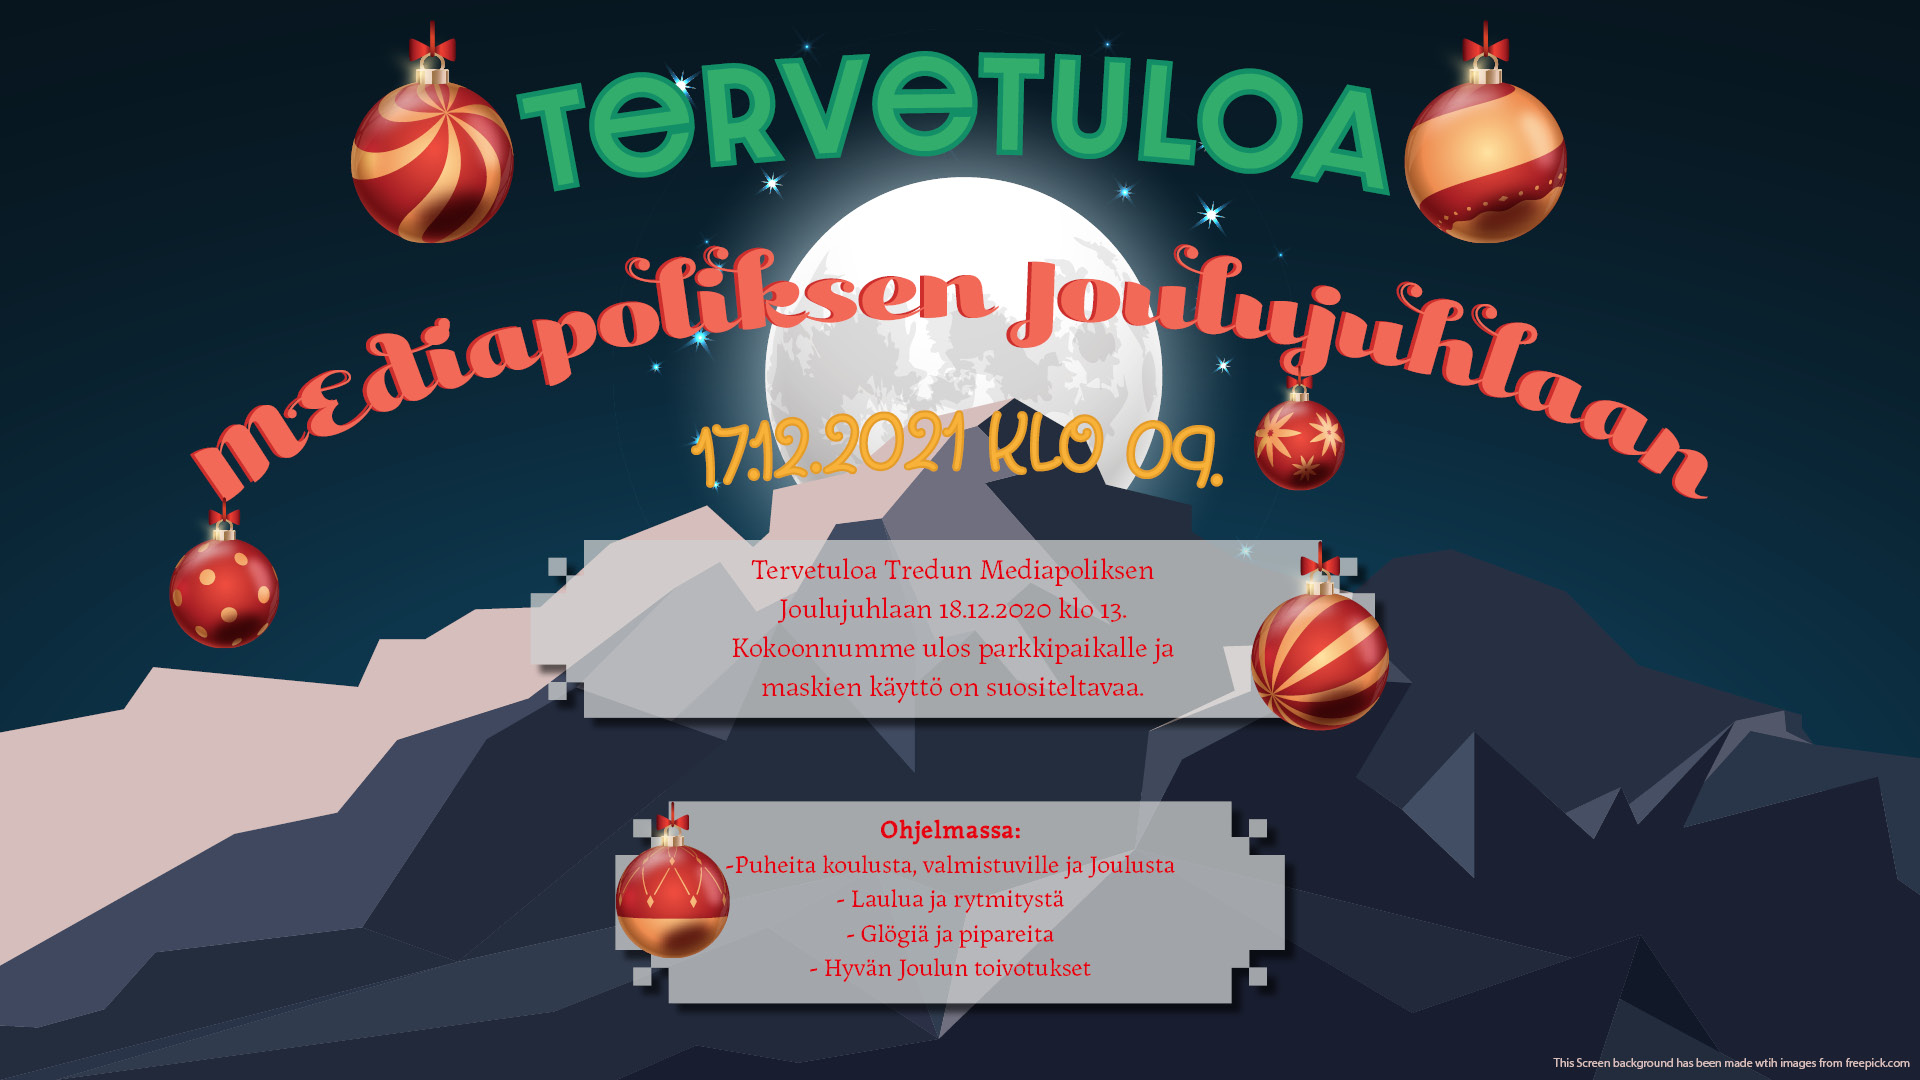 TERVETULOA
MEdiapoliksen Joulujuhlaan
17.12.2021 KLO 09.
Tervetuloa Tredun Mediapoliksen
Joulujuhlaan 18.12.2020 klo 13.
Kokoonnumme ulos parkkipaikalle ja
maskien käyttö on suositeltavaa.
Ohjelmassa:
-Puheita koulusta, valmistuville ja Joulusta
- Laulua ja rytmitystä
- Glögiä ja pipareita
- Hyvän Joulun toivotukset
This Screen background has been made wtih images from freepick.com